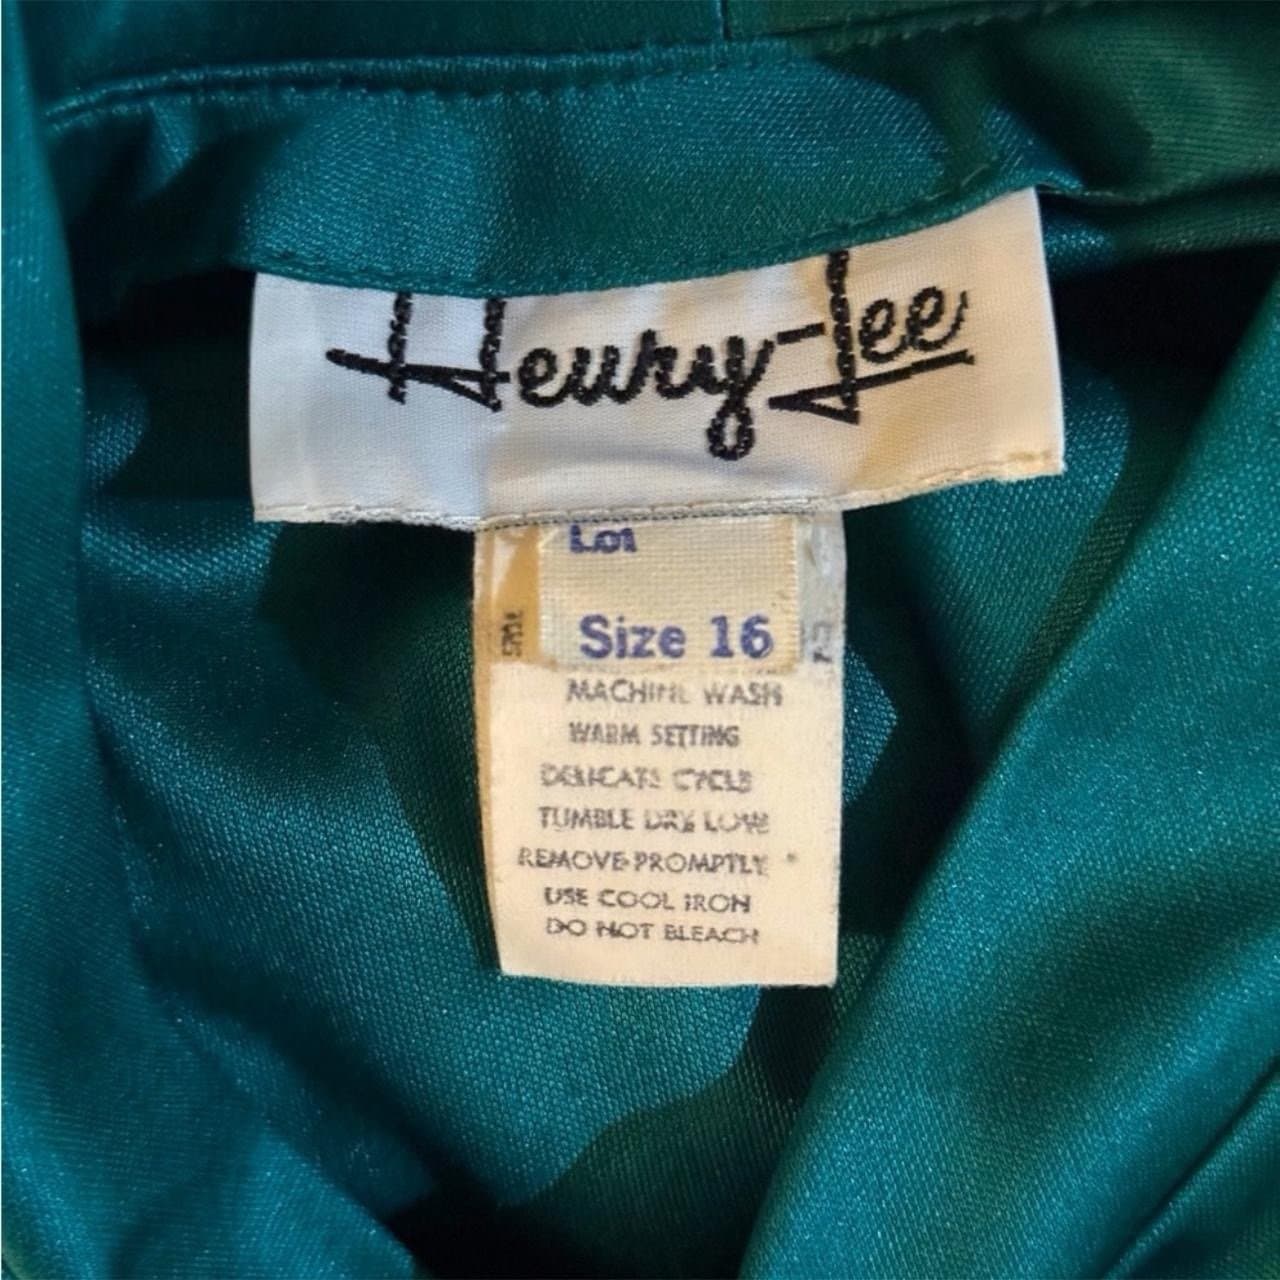 Henry-Lee
Lot
Size 16
MACHINE WASH
WARM SETTING
DELICATE CYCLE
TUMBLE DRY LOW
REMOVE PROMPTLY
USE COOL IRON
DO NOT BLEACH